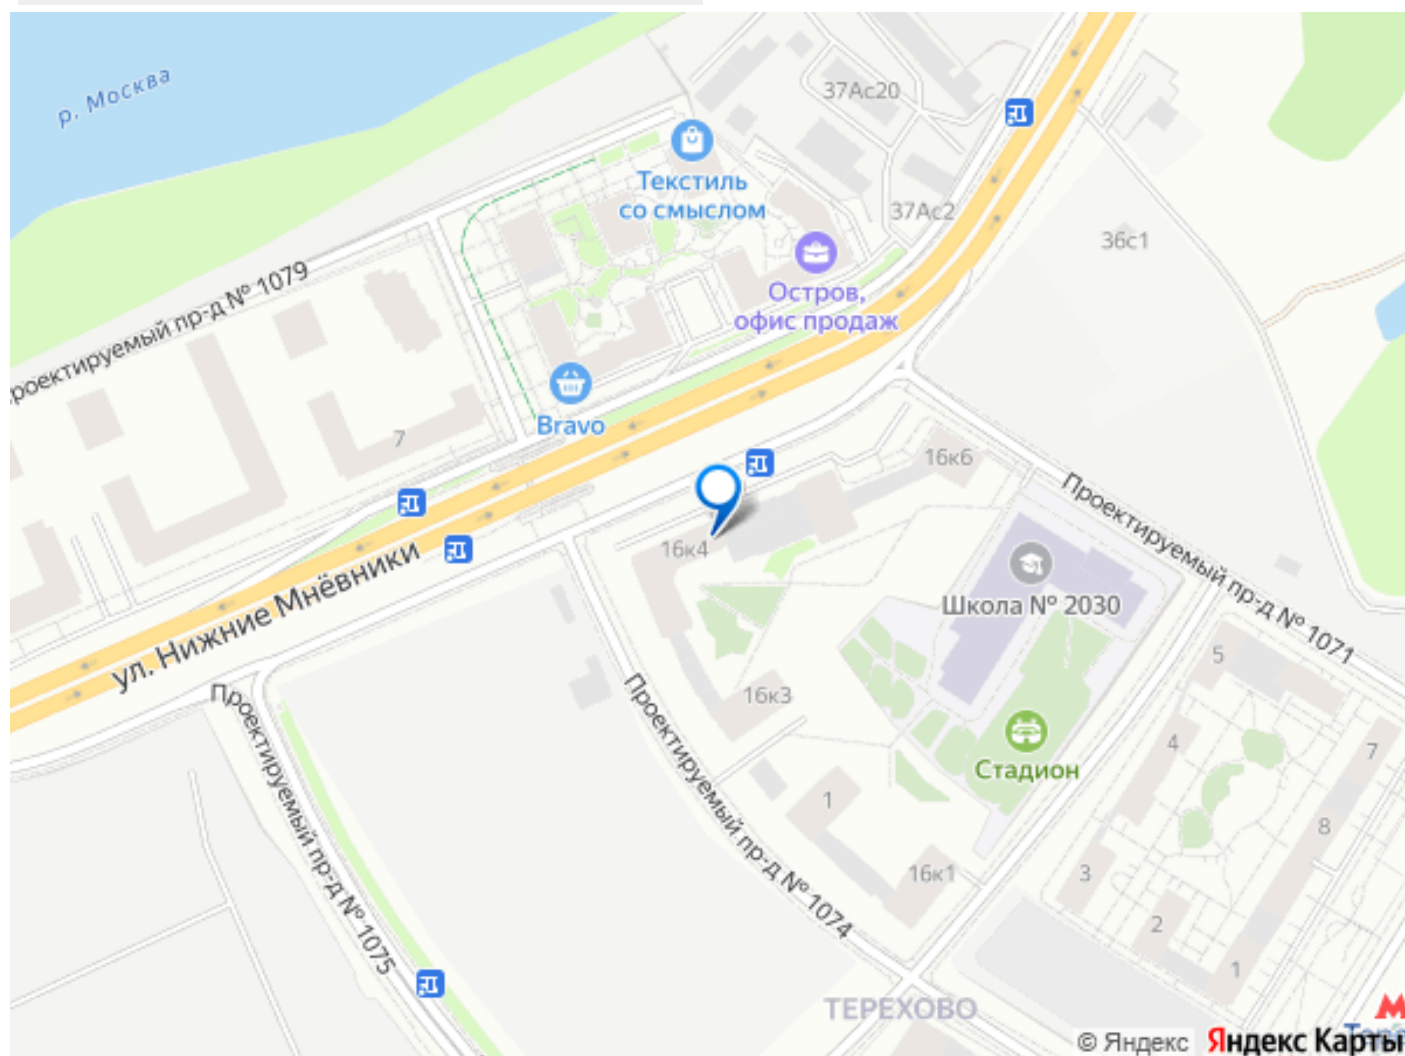 р. Москва
37Ас20
Текстиль
со смыслом
37Ас2
36с1
Остров,
офис продаж
Проектируемый пр-д № 1079
Bravo
7
16к6
Проектируемый пр-д № 1071
16к4
Школа № 2030
ул. Нижние Мнёвники
5
16к3
Проектируемый пр-д № 1075
Проектируемый пр-д № 1074
Стадион
4
7
1
8
16к1
3
2
1
ТЕРЕХОВО
© Яндекс Яндекс Карты